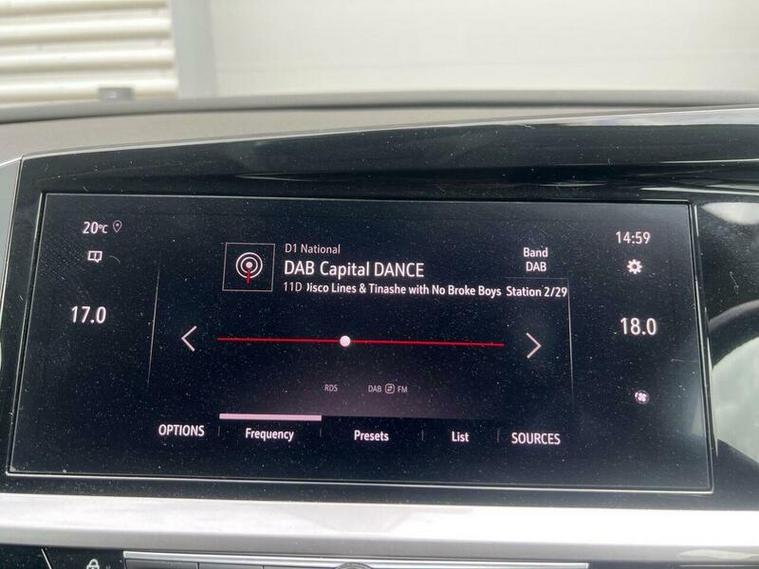 20°C
14:59
D1 National
DAB Capital DANCE
Band
DAB
11D isco Lines & Tinashe with No Broke Boys Station 2/29
17.0
18.0
RDS
DAB FM
OPTIONS
Frequency
Presets
List
SOURCES